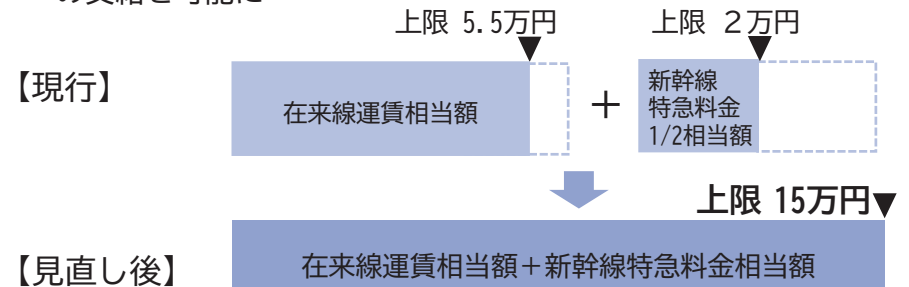 の支給を可能に
上限 5.5万円
上限 2万円
【現行】
在来線運賃相当額
＋
新幹線
特急料金
1/2相当額
上限 15万円
【見直し後】
在来線運賃相当額＋新幹線特急料金相当額